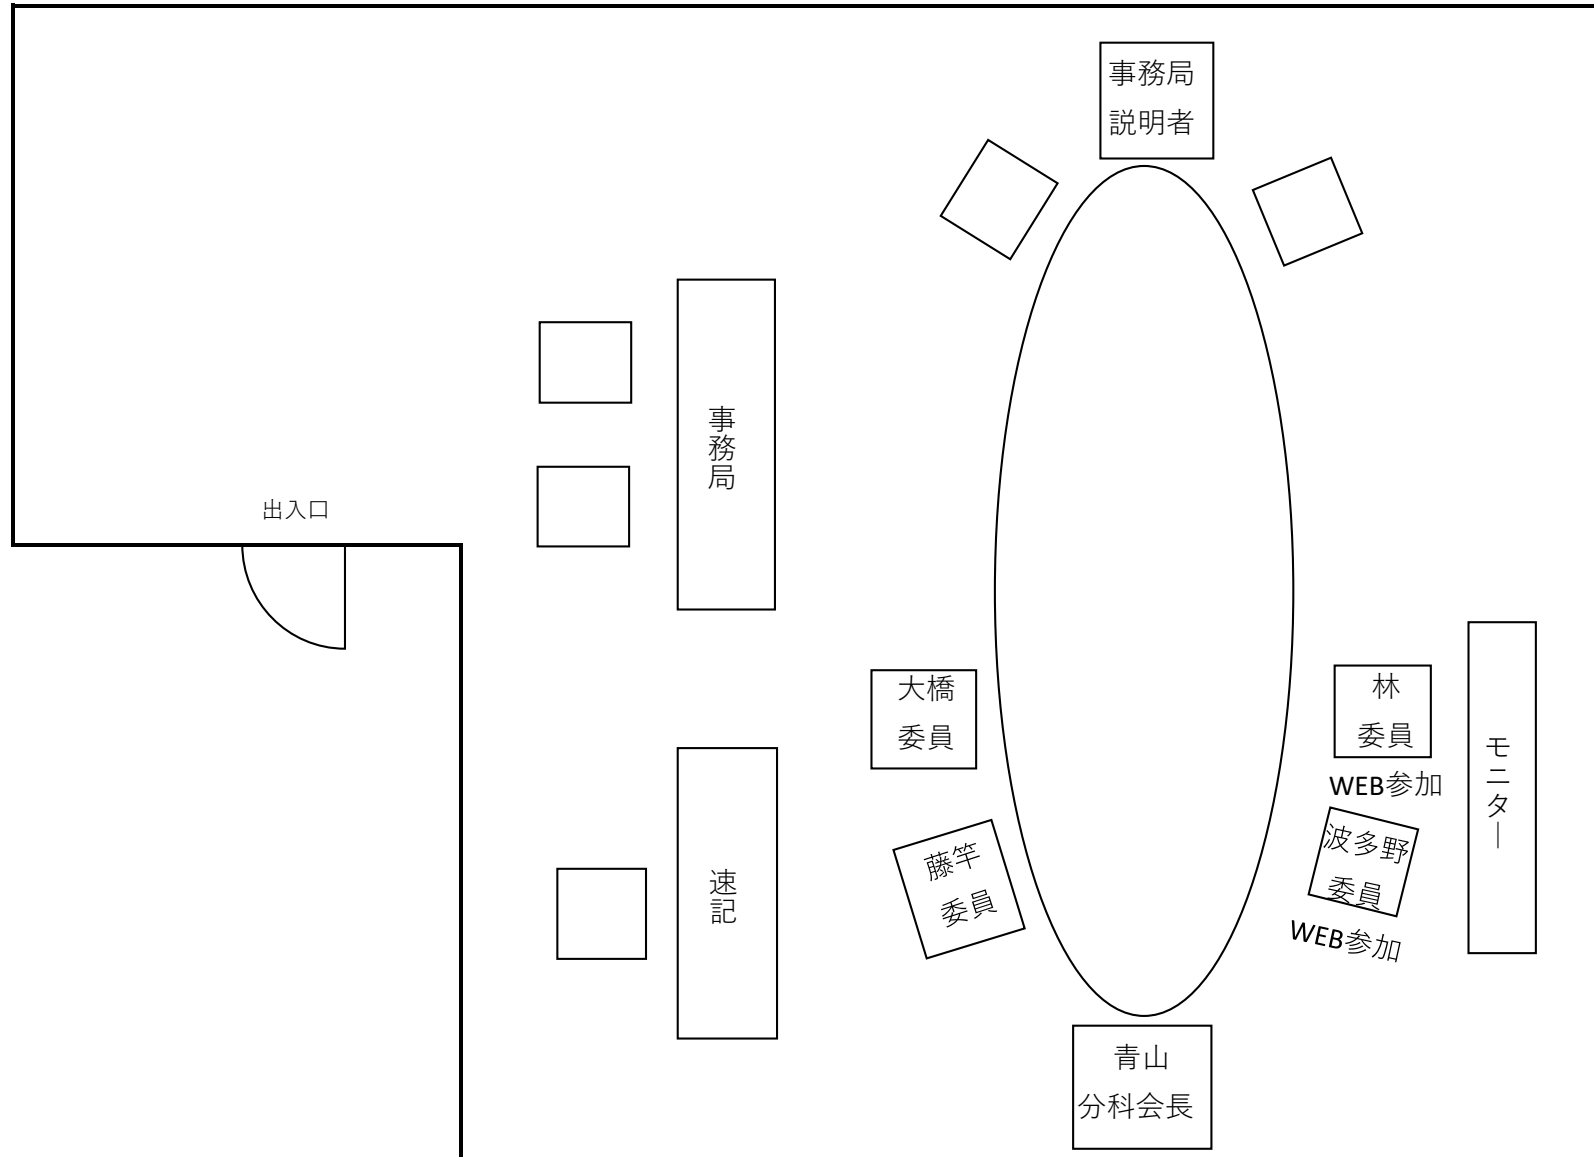 事務局
説明者
事務局
出入口
大橋
委員
林
委員
WEB参加
モニター
波多野
委員
WEB参加
藤竿
委員
速記
青山
分科会長